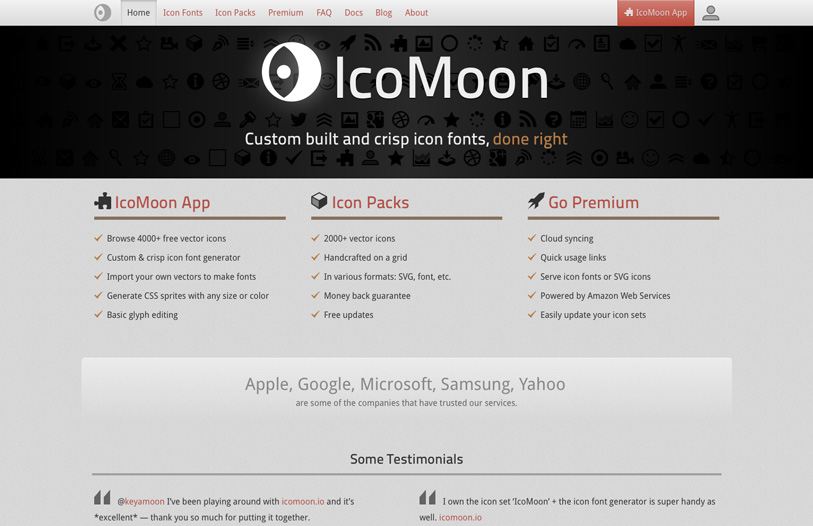 Home Icon Fonts Icon Packs Premium FAQ Docs Blog About IcoMoon App
IcoMoon
Custom built and crisp icon fonts, done right
IcoMoon App
Browse 4000+ free vector icons
Custom & crisp icon font generator
Import your own vectors to make fonts
Generate CSS sprites with any size or color
Basic glyph editing
Icon Packs
2000+ vector icons
Handcrafted on a grid
In various formats: SVG, font, etc.
Money back guarantee
Free updates
Go Premium
Cloud syncing
Quick usage links
Serve icon fonts or SVG icons
Powered by Amazon Web Services
Easily update your icon sets
Apple, Google, Microsoft, Samsung, Yahoo
are some of the companies that have trusted our services.
Some Testimonials
@keyamoon I've been playing around with icomoon.io and it's
*excellent* — thank you so much for putting it together.
I own the icon set ‘IcoMoon’ + the icon font generator is super handy as
well. icomoon.io